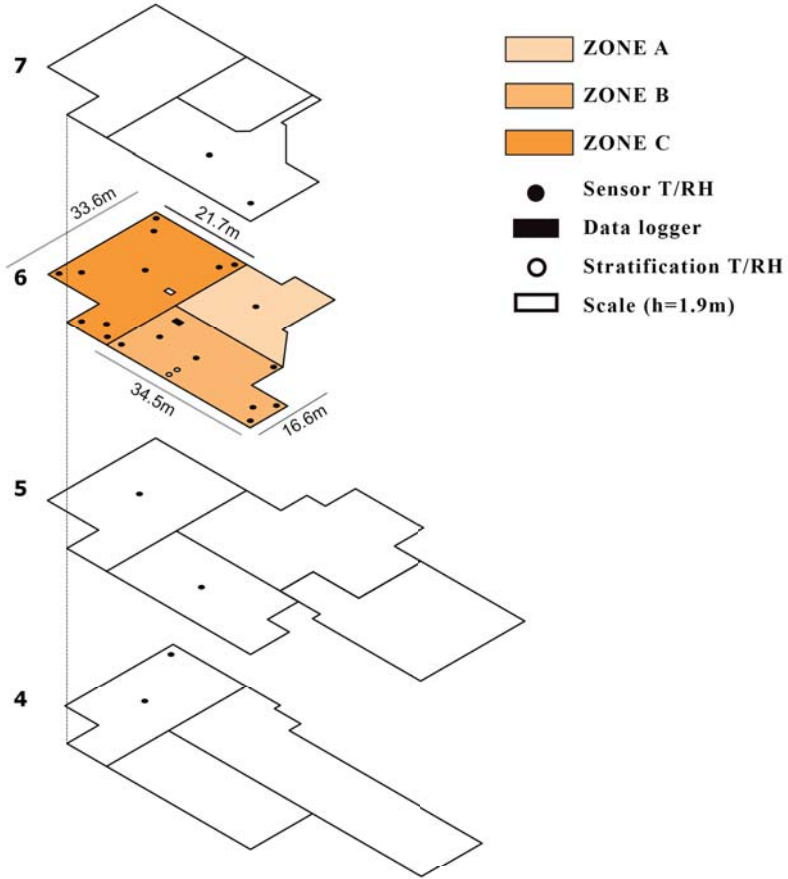 7
ZONE A
ZONE B
ZONE C
Sensor T/RH
Data logger
Stratification T/RH
Scale (h=1.9m)
33.6m
21.7m
6
34.5m
16.6m
5
4